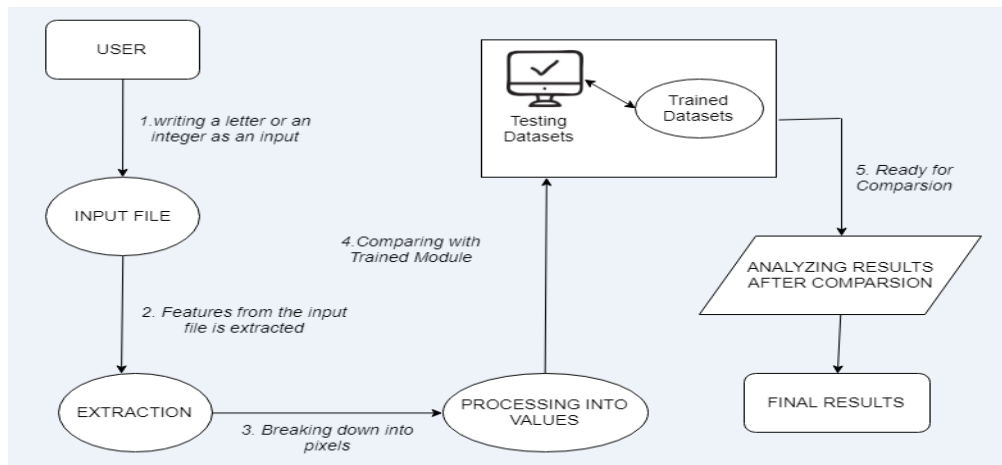 USER
1.writing a letter or an
integer as an input
INPUT FILE
2. Features from the input
file is extracted
EXTRACTION
3. Breaking down into
pixels
PROCESSING INTO
VALUES
4.Comparing with
Trained Module
Testing
Datasets
Trained
Datasets
5. Ready for
Comparsion
ANALYZING RESULTS
AFTER COMPARSION
FINAL RESULTS